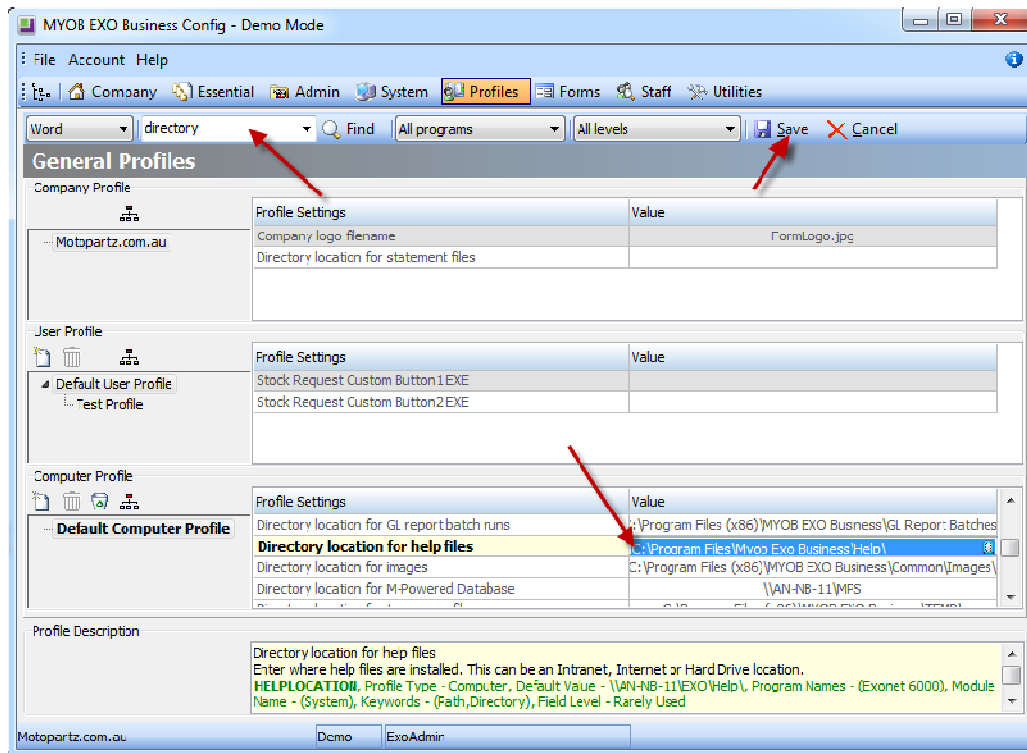 MYOB EXO Business Config - Demo Mode
File Account Help
Company Essential Admin System Profiles Forms Staff Utilities
Word directory Find All programs All levels Save Cancel
General Profiles
Company Profile
Profile Settings Value
Motopartz.com.au
Company logo filename FormLogo.jpg
Directory location for statement files
User Profile
Profile Settings Value
Default User Profile
Test Profile
Stock Request Custom Button1 EXE
Stock Request Custom Button2 EXE
Computer Profile
Profile Settings Value
Default Computer Profile
Directory location for GL report batch runs :\Program Files (x86)\MYOB EXO Business\GL Report Batches
Directory location for help files C:\Program Files\Myob Exo Business\Help\
Directory location for images C:\Program Files (x86)\MYOB EXO Business\Common\Images\
Directory location for M-Powered Database \\AN-NB-11\MPS
Profile Description
Directory location for help files
Enter where help files are installed. This can be an Intranet, Internet or Hard Drive location.
HELPLOCATION, Profile Type - Computer, Default Value - \\AN-NB-11\EXO\Help\, Program Names - (Exonet 6000), Module
Name - (System), Keywords - (Path,Directory), Field Level - Rarely Used
Motopartz.com.au Demo ExoAdmin